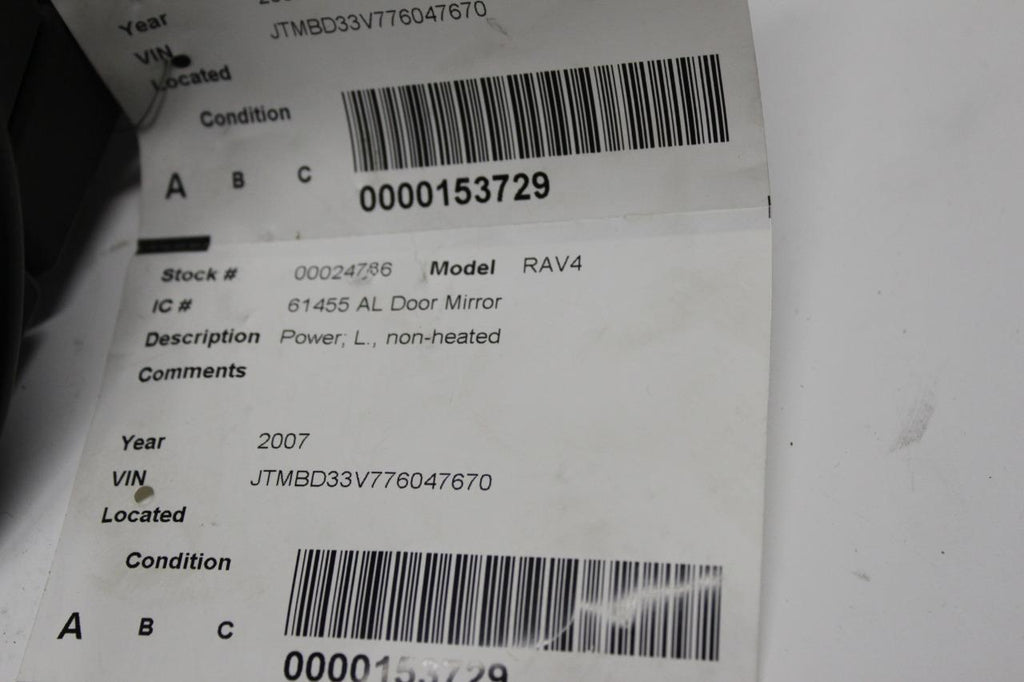 Year
VIN JTMBD33V776047670
Located
Condition
A B C
0000153729
Stock # 00024786 Model RAV4
IC # 61455 AL Door Mirror
Description Power; L., non-heated
Comments
Year 2007
VIN JTMBD33V776047670
Located
Condition
A B C
0000153729